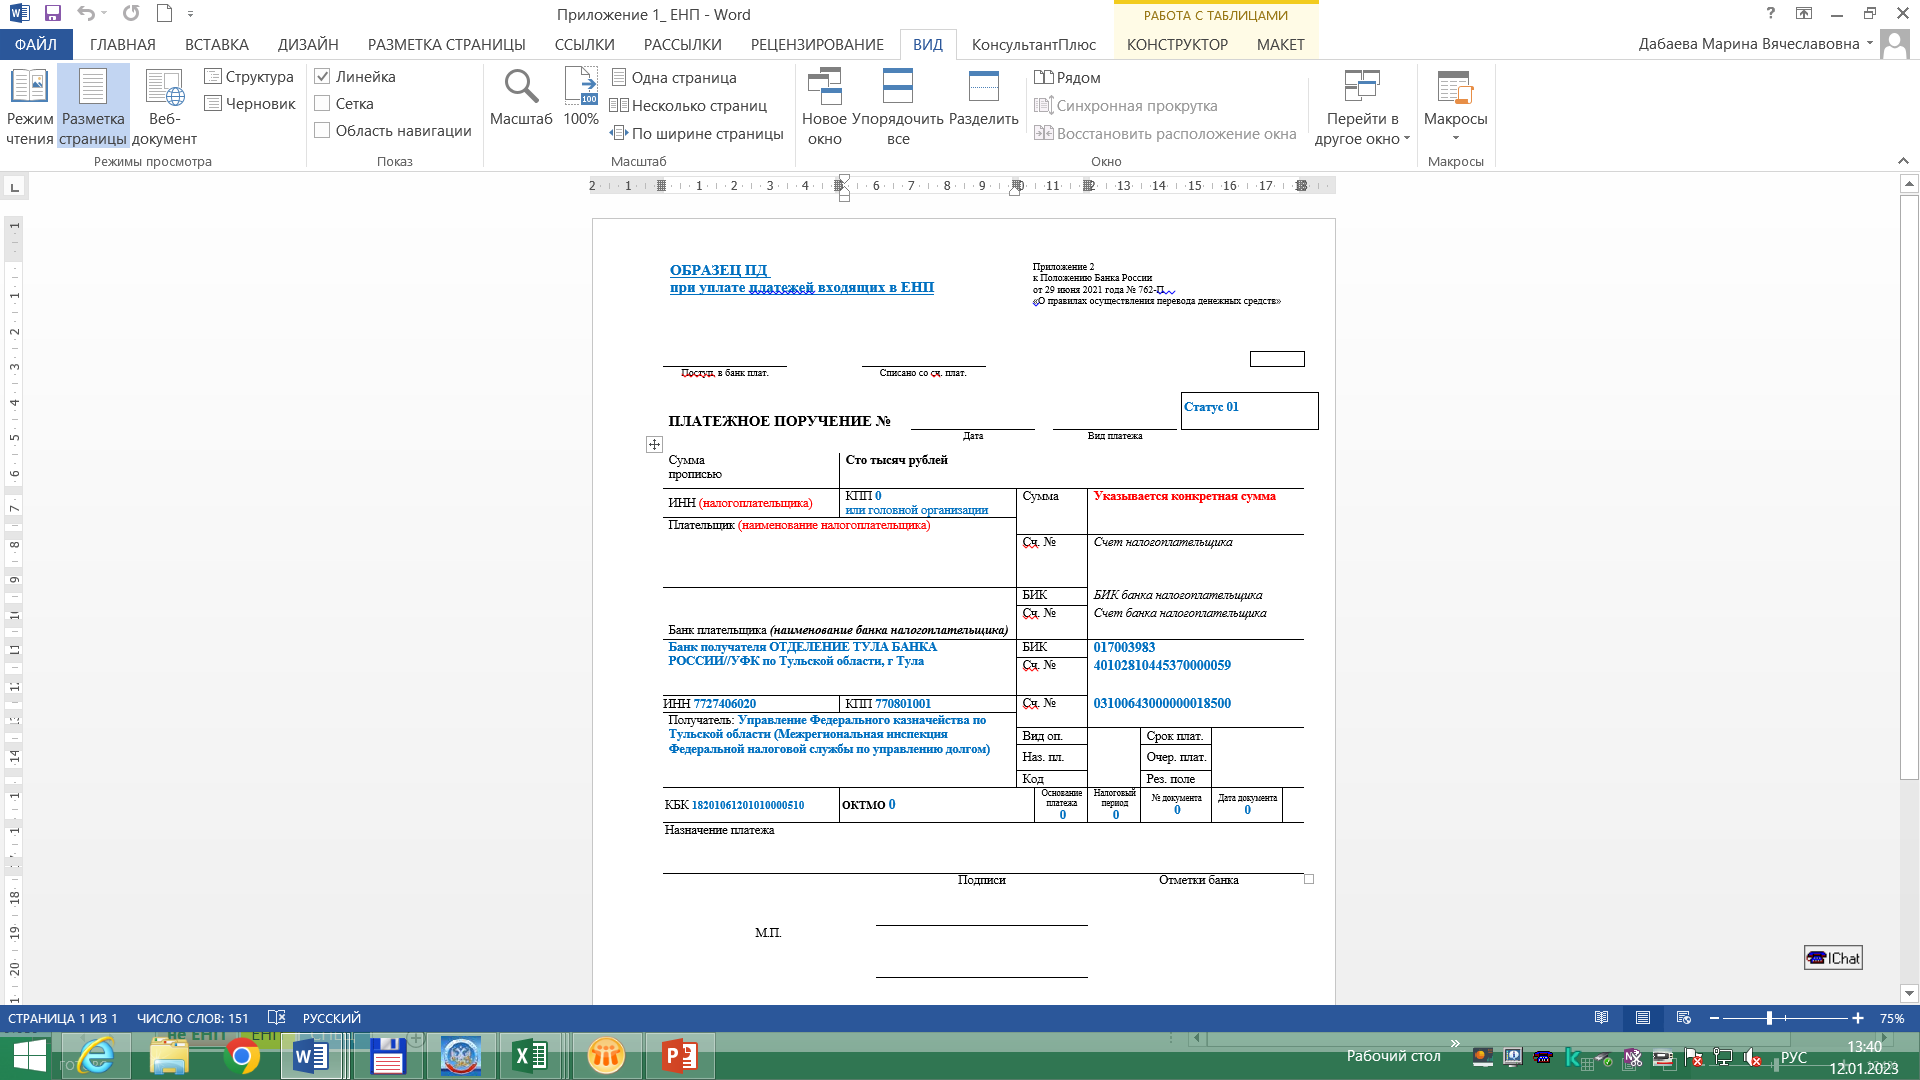 Приложение 1_ ЕНП - Word
РАБОТА С ТАБЛИЦАМИ
ФАЙЛ ГЛАВНАЯ ВСТАВКА ДИЗАЙН РАЗМЕТКА СТРАНИЦЫ ССЫЛКИ РАССЫЛКИ РЕЦЕНЗИРОВАНИЕ ВИД КонсультантПлюс КОНСТРУКТОР МАКЕТ Дабаева Марина Вячеславовна
Режим чтения
Разметка страницы
Веб-документ
Структура
Черновик
Режимы просмотра
Линейка
Сетка
Область навигации
Показ
Масштаб
100%
Одна страница
Несколько страниц
По ширине страницы
Масштаб
Новое окно
Упорядочить все
Разделить
Рядом
Синхронная прокрутка
Восстановить расположение окна
Перейти в другое окно
Окно
Макросы
Макросы
ОБРАЗЕЦ ПД
при уплате платежей входящих в ЕНП
Приложение 2
к Положению Банка России
от 29 июня 2021 года № 762-П
«О правилах осуществления перевода денежных средств»
Поступ. в банк плат.
Списано со сч. плат.
Статус 01
ПЛАТЕЖНОЕ ПОРУЧЕНИЕ №
Дата
Вид платежа
Сумма прописью
Сто тысяч рублей
ИНН (налогоплательщика)
КПП 0
или головной организации
Сумма
Указывается конкретная сумма
Плательщик (наименование налогоплательщика)
Сч. №
Счет налогоплательщика
БИК
БИК банка налогоплательщика
Сч. №
Счет банка налогоплательщика
Банк плательщика (наименование банка налогоплательщика)
Банк получателя ОТДЕЛЕНИЕ ТУЛА БАНКА
РОССИИ//УФК по Тульской области, г Тула
БИК
017003983
Сч. №
40102810445370000059
ИНН 7727406020
КПП 770801001
Сч. №
03100643000000018500
Получатель: Управление Федерального казначейства по
Тульской области (Межрегиональная инспекция
Федеральной налоговой службы по управлению долгом)
Вид оп.
Срок плат.
Наз. пл.
Очер. плат.
Код
Рез. поле
КБК 18201061201010000510
ОКТМО 0
Основание платежа
0
Налоговый период
0
№ документа
0
Дата документа
0
Назначение платежа
Подписи
Отметки банка
М.П.
IChat
СТРАНИЦА 1 ИЗ 1 ЧИСЛО СЛОВ: 151 РУССКИЙ
75%
не ЕНП
Рабочий стол
РУС
13:40
12.01.2023